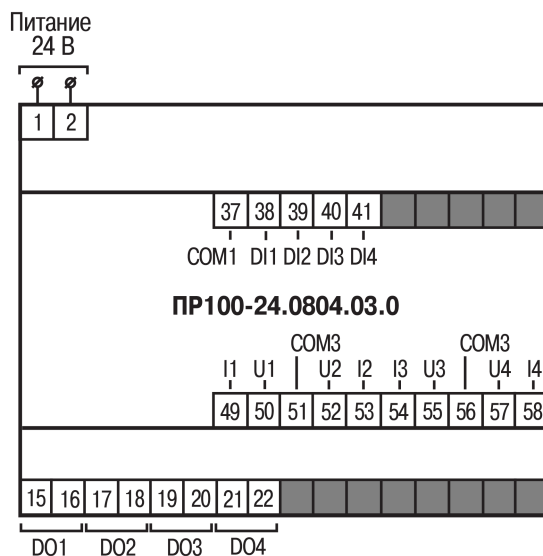 Питание
24 В
1 2
37 38 39 40 41
COM1 DI1 DI2 DI3 DI4
ПР100-24.0804.03.0
COM3 COM3
I1 U1 U2 I2 I3 U3 U4 I4
49 50 51 52 53 54 55 56 57 58
15 16 17 18 19 20 21 22
DO1 DO2 DO3 DO4